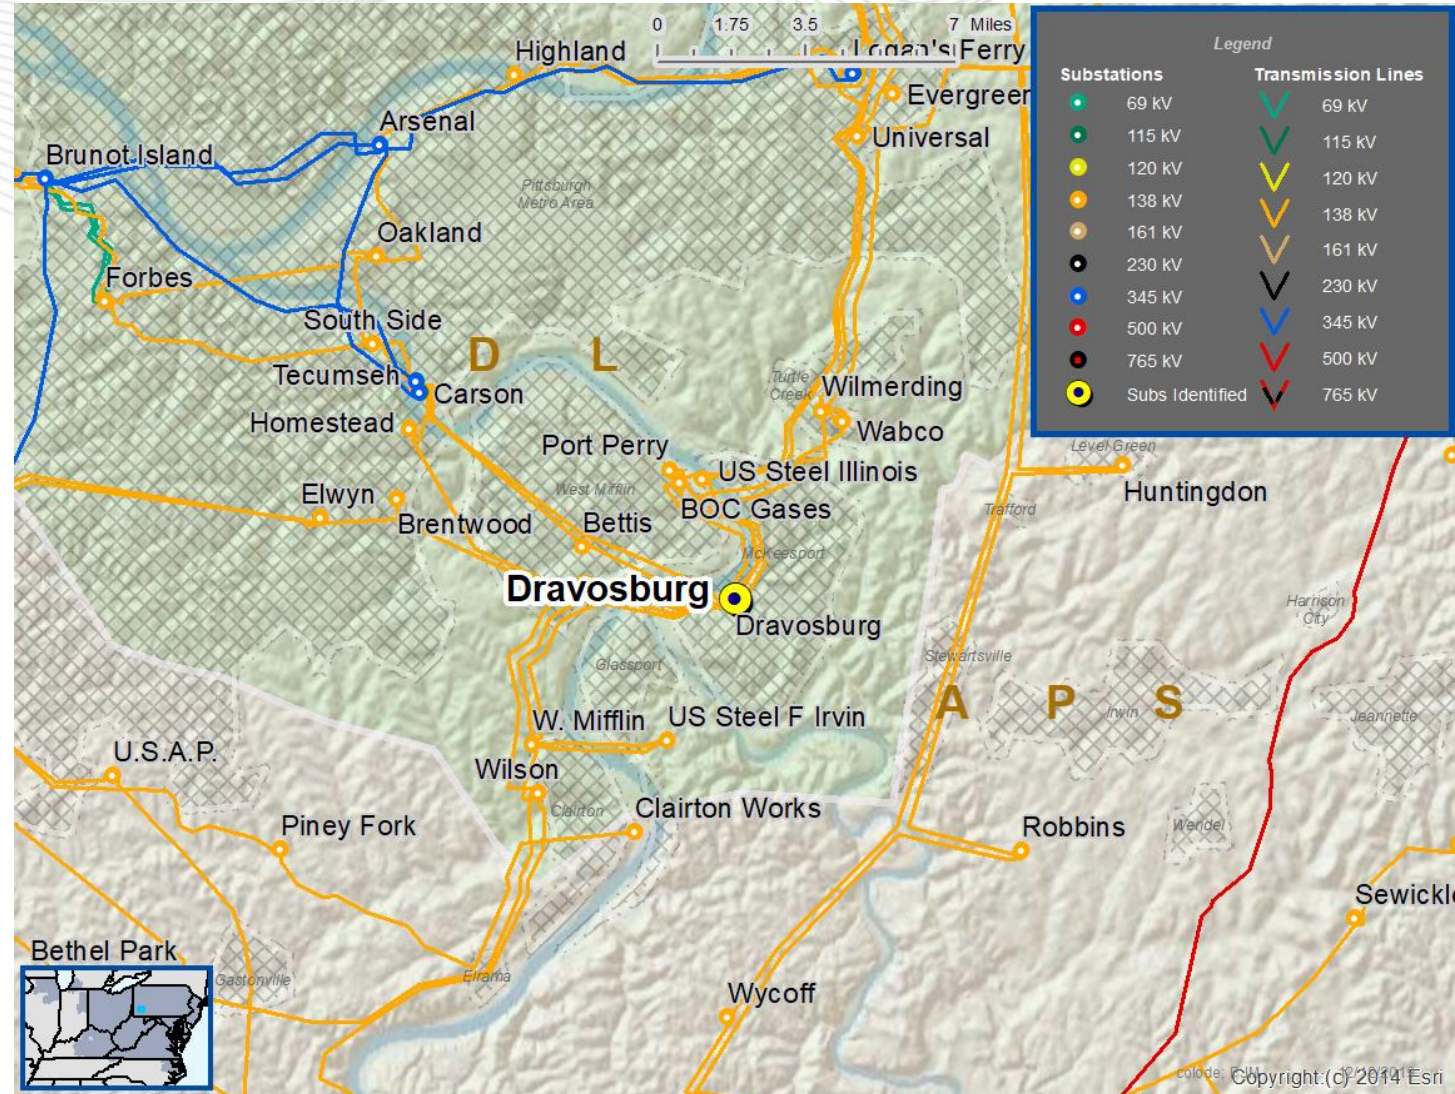 0 1.75 3.5 7 Miles
Highland
Logan's Ferry
Evergreen
Universal
Arsenal
Brunot Island
Pittsburgh
Metro Area
Oakland
Forbes
South Side
D L
Tecumseh
Carson
Turtle
Creek
Wilmerding
Homestead
Wabco
Port Perry
US Steel Illinois
Elwyn
West Mifflin
BOC Gases
Brentwood
Bettis
McKeesport
Dravosburg
Dravosburg
Glassport
W. Mifflin
US Steel F Irvin
Wilson
Clairton
Clairton Works
U.S.A.P.
Piney Fork
Bethel Park
Gastonville
Elrama
Wycoff
Robbins
Wendel
Sewickle
Level Green
Huntingdon
Trafford
Harrison
City
Stewartsville
A P S
Irwin
Jeannette
Legend
Substations
69 kV
115 kV
120 kV
138 kV
161 kV
230 kV
345 kV
500 kV
765 kV
Subs Identified
Transmission Lines
69 kV
115 kV
120 kV
138 kV
161 kV
230 kV
345 kV
500 kV
765 kV
Copyright:(c) 2014 Esri